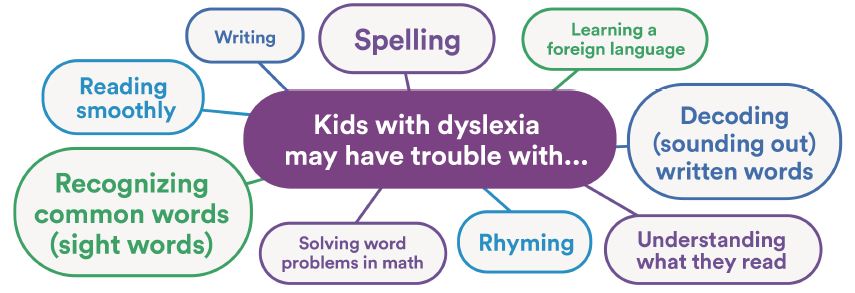 Writing
Spelling
Learning a
foreign language
Reading
smoothly
Kids with dyslexia
may have trouble with...
Decoding
(sounding out)
written words
Recognizing
common words
(sight words)
Solving word
problems in math
Rhyming
Understanding
what they read